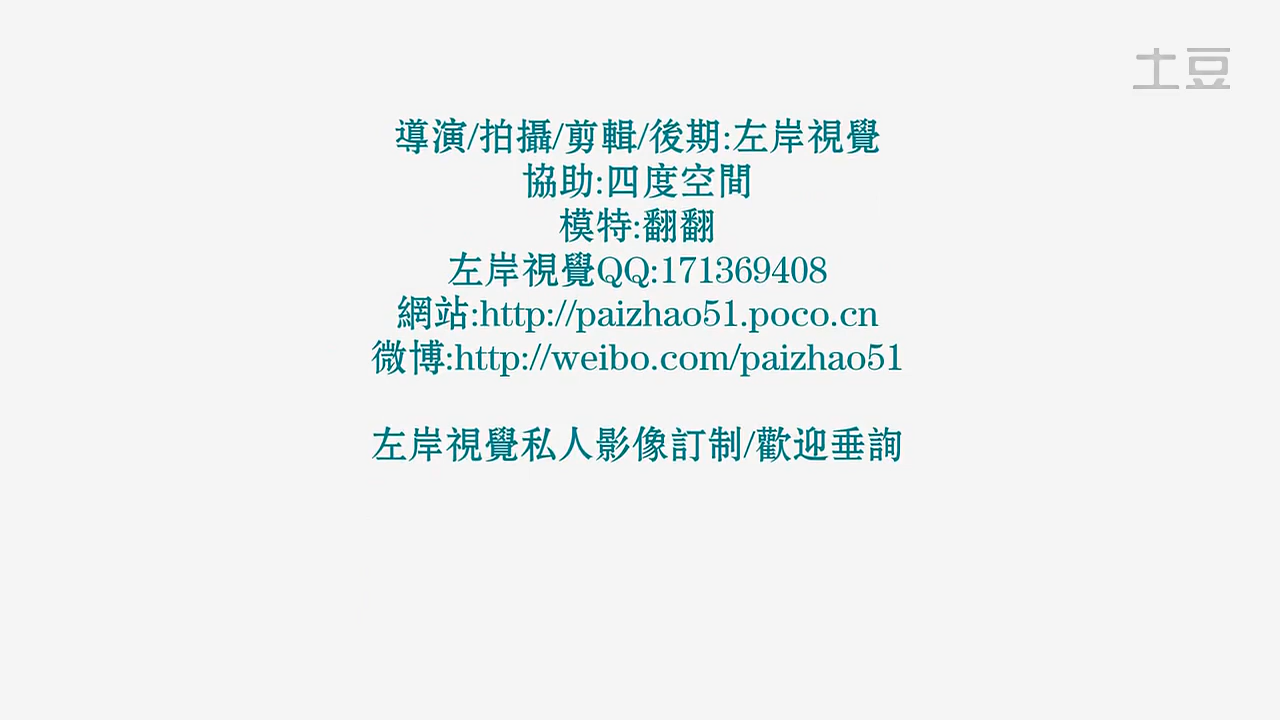 土豆
導演/拍攝/剪輯/後期:左岸視覺
協助:四度空間
模特:翻翻
左岸視覺QQ:171369408
網站:http://paizhao51.poco.cn
微博:http://weibo.com/paizhao51
左岸視覺私人影像訂制/歡迎垂詢